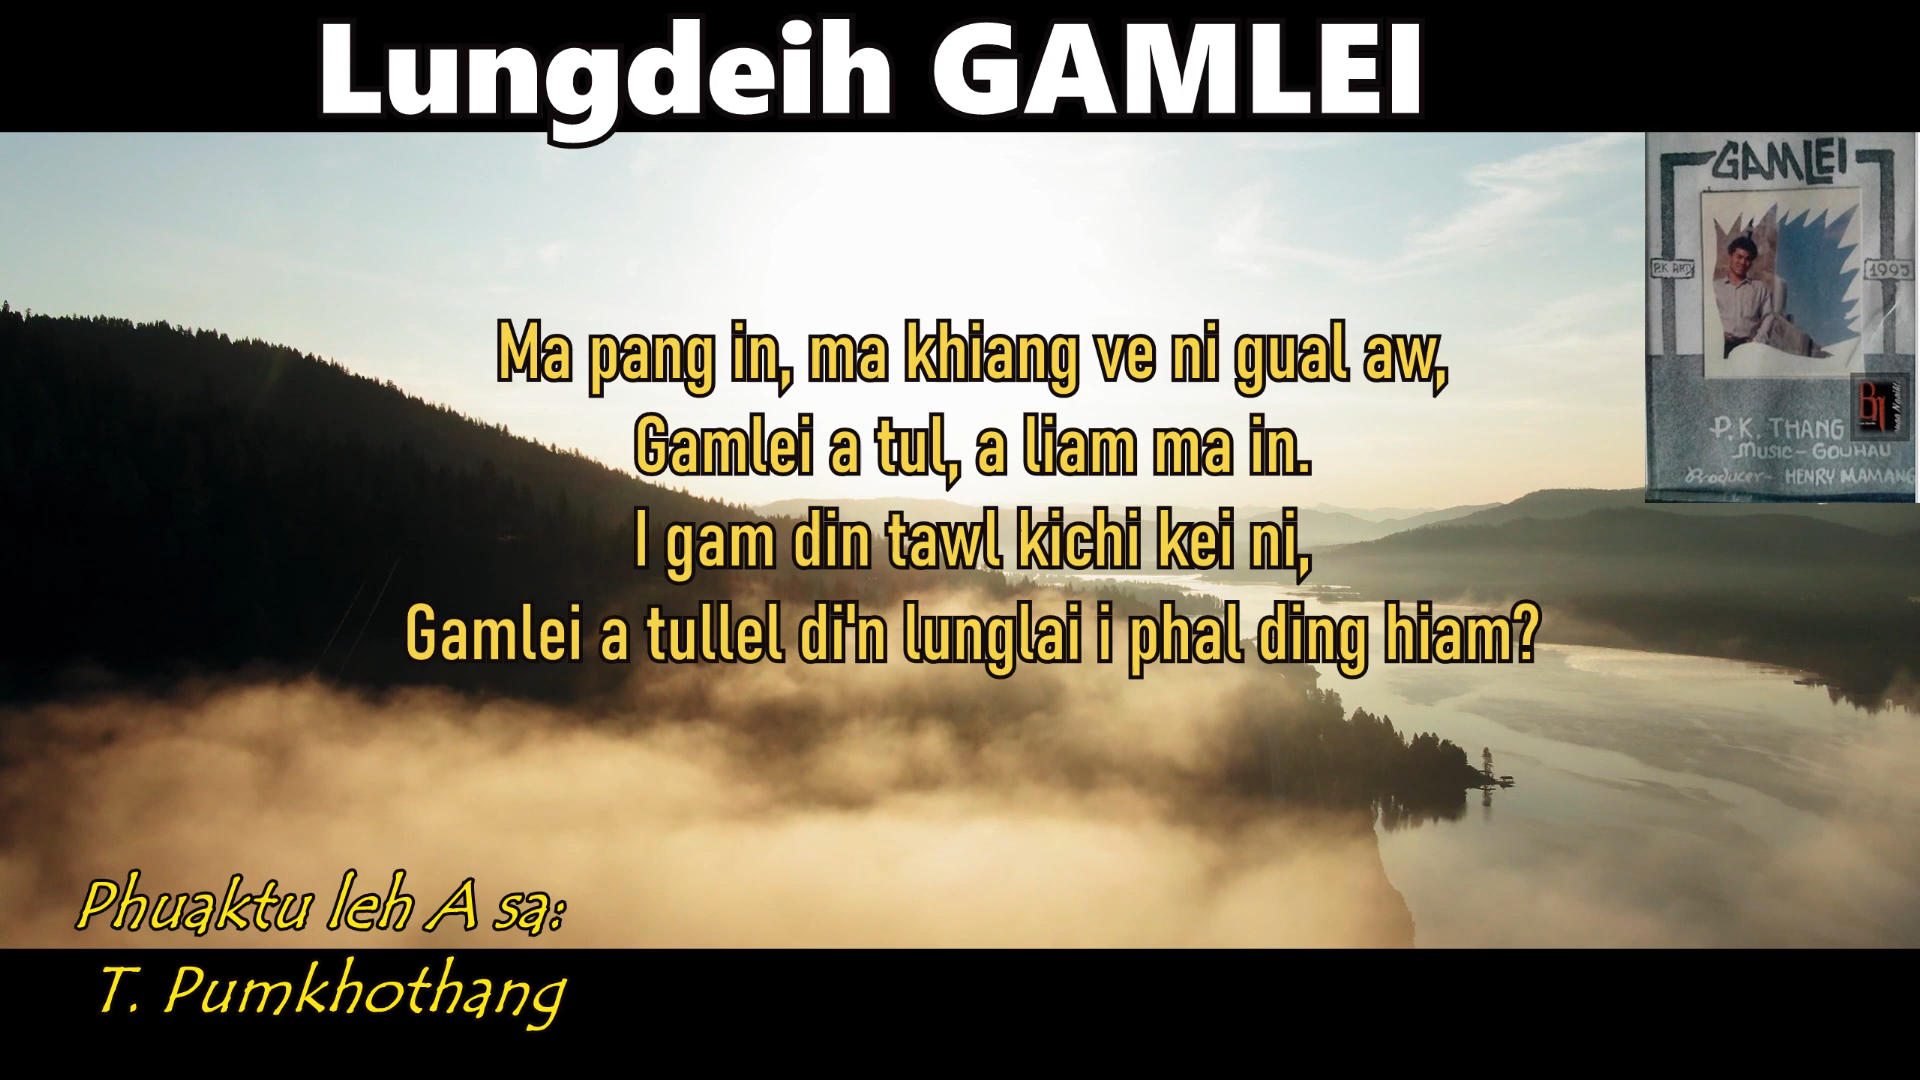 Lungdeih GAMLEI
GAMLEI
P.K ART
1995
P.K. THANG
MUSIC - GOUHAU
Producer - HENRY MAMANG
Ma pang in, ma khiang ve ni gual aw,
Gamlei a tul, a liam ma in.
I gam din tawl kichi kei ni,
Gamlei a tullel di'n lunglai i phal ding hiam?
Phuaktu leh A sa:
T. Pumkhothang